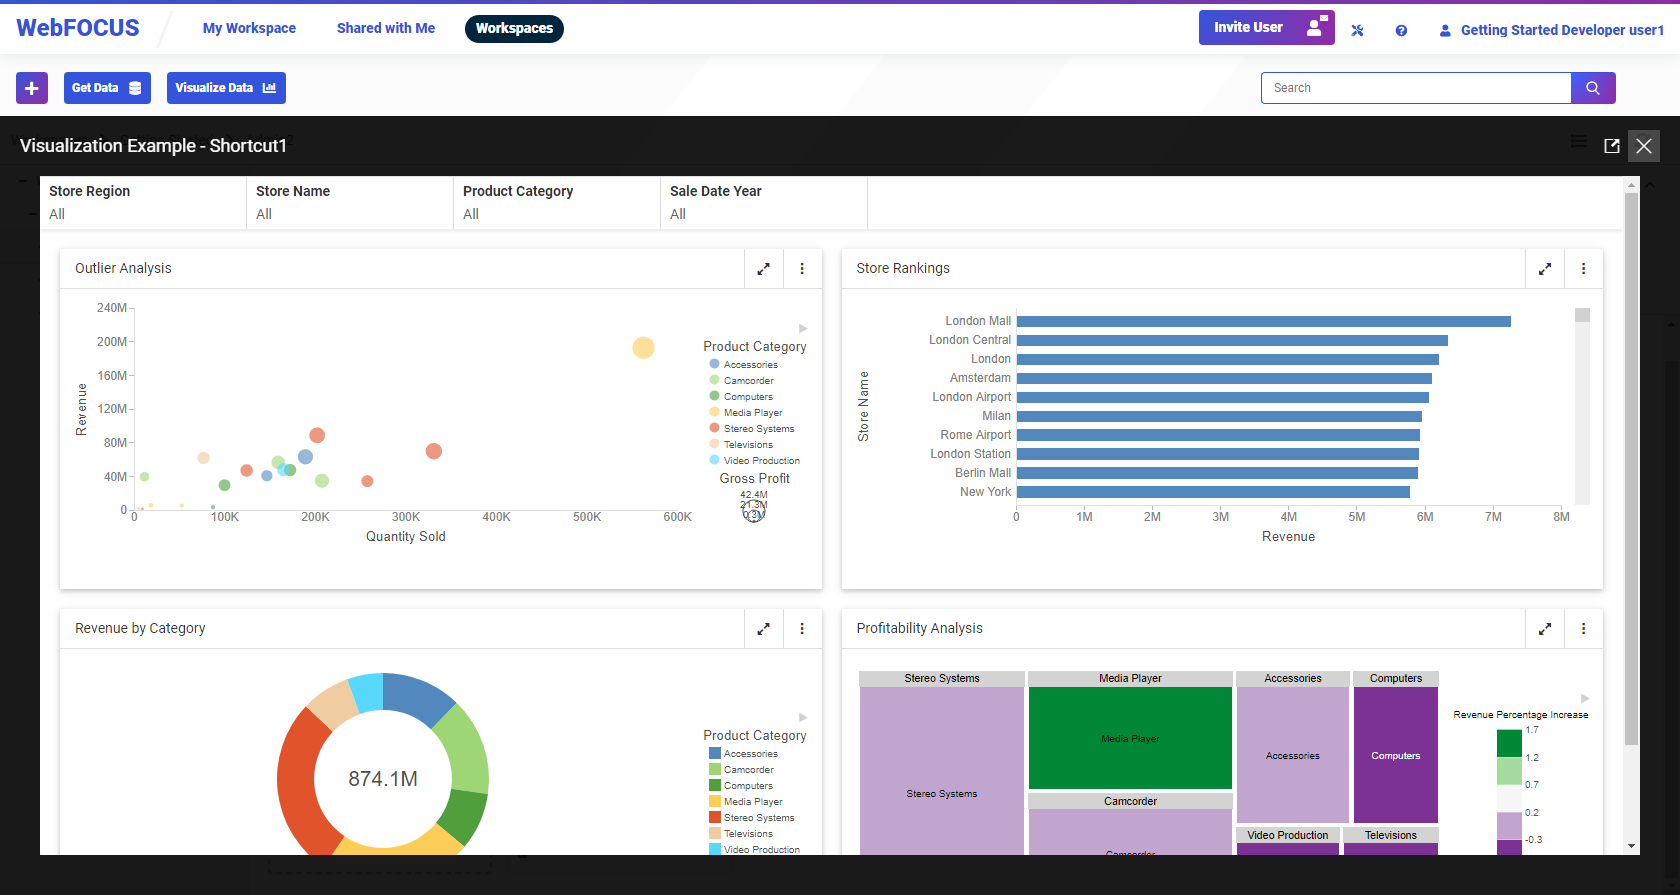 WebFOCUS
My Workspace
Shared with Me
Workspaces
Invite User
Getting Started Developer user1
Get Data
Visualize Data
Search
Visualization Example - Shortcut1
Store Region
All
Store Name
All
Product Category
All
Sale Date Year
All
Outlier Analysis
240M
200M
160M
120M
80M
40M
0
Revenue
0
100K
200K
300K
400K
500K
600K
Quantity Sold
Product Category
Accessories
Camcorder
Computers
Media Player
Stereo Systems
Televisions
Video Production
Gross Profit
42.4M
21.3M
0.3M
Store Rankings
Store Name
London Mall
London Central
London
Amsterdam
London Airport
Milan
Rome Airport
London Station
Berlin Mall
New York
0
1M
2M
3M
4M
5M
6M
7M
8M
Revenue
Revenue by Category
874.1M
Product Category
Accessories
Camcorder
Computers
Media Player
Stereo Systems
Televisions
Video Production
Profitability Analysis
Stereo Systems
Stereo Systems
Media Player
Media Player
Camcorder
Camcorder
Accessories
Accessories
Computers
Computers
Video Production
Televisions
Revenue Percentage Increase
1.7
1.2
0.7
0.2
-0.3